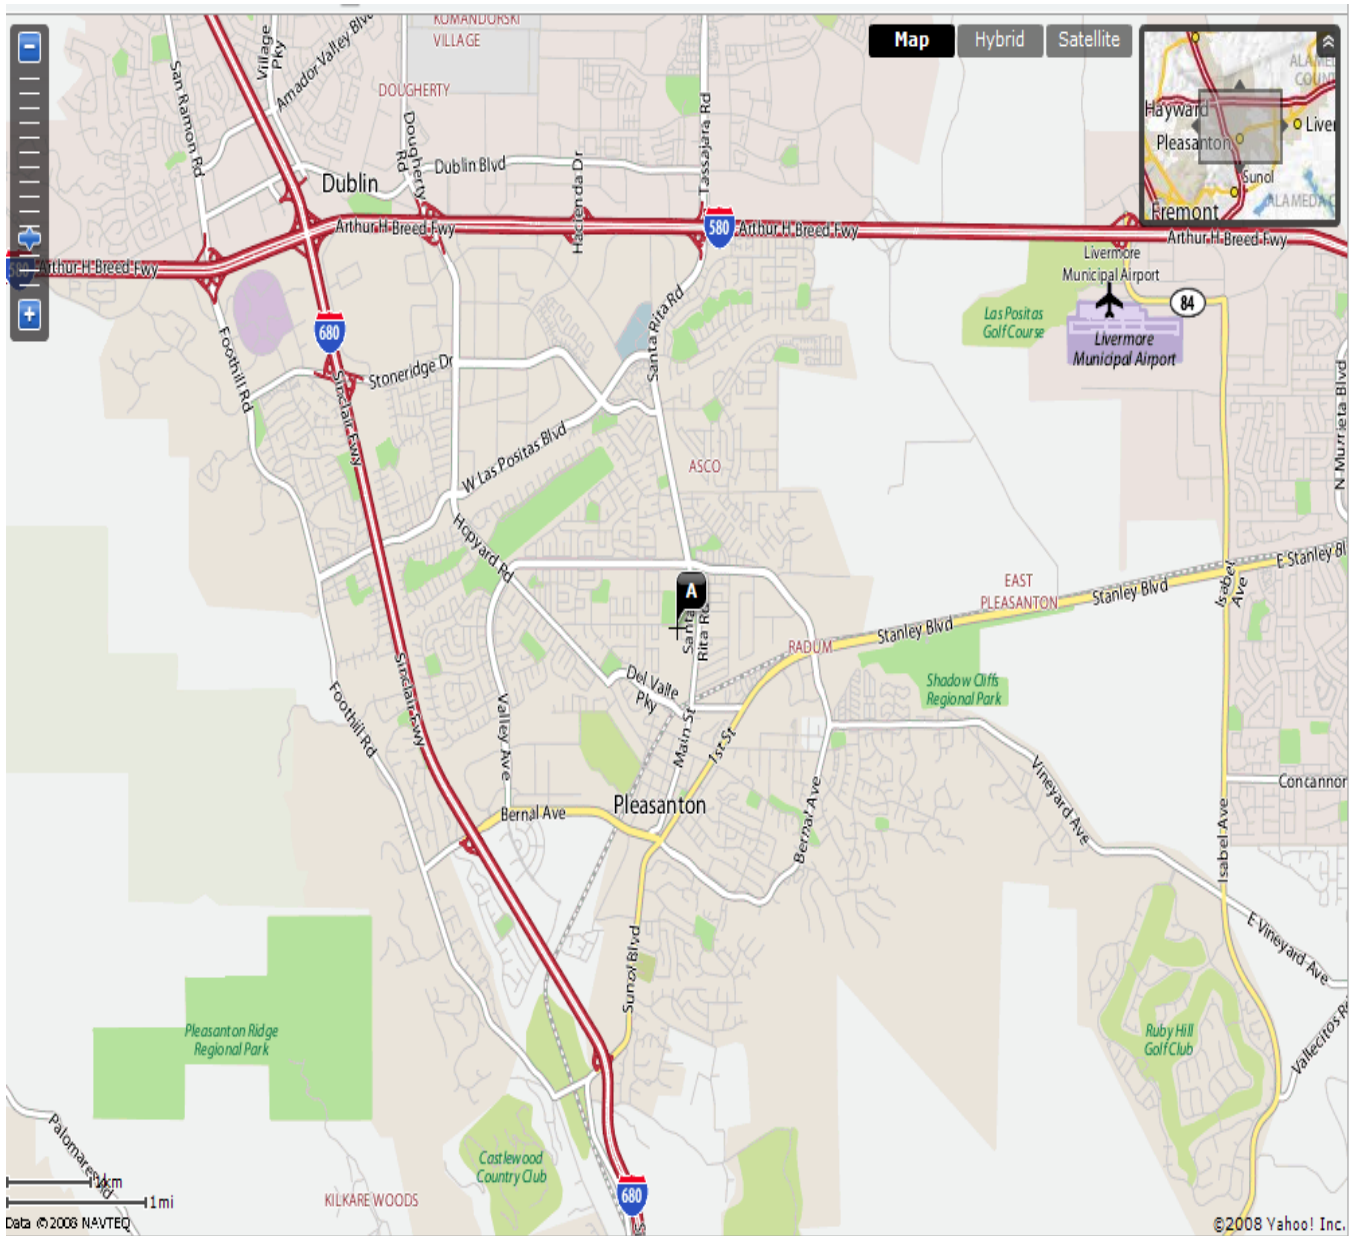 KOMANDORSKI
VILLAGE
Village
Pky
Amador Valley Blvd
San Ramon Rd
DOUGHERTY
Dougherty
Rd
Dublin Blvd
Hacienda Dr
Tassajara Rd
Map
Hybrid
Satellite
ALAMEDA
COUNT
Hayward
Pleasanton
Liver
Sunol
Fremont
ALAMEDA C
Dublin
580
Arthur H Breed Fwy
Arthur H Breed Fwy
580
Arthur H Breed Fwy
Arthur H Breed Fwy
Livermore
Municipal Airport
84
Las Positas
Golf Course
Livermore
Municipal Airport
680
Santa Rita Rd
Foothill Rd
Stoneridge Dr
Sinclair Fwy
N Murrieta Blvd
W Las Positas Blvd
ASCO
Hopyard Rd
A
Santa
Rita Rd
EAST
PLEASANTON
Stanley Blvd
E Stanley Bl
Isabel
Ave
Stanley Blvd
RADUM
Shadow Cliffs
Regional Park
Sinclair Fwy
Foothill Rd
Valley Ave
Del Valle
Pky
Main St
1st St
Vineyard Ave
Concannon
Pleasanton
Bernal Ave
Bernal Ave
Isabel Ave
E Vineyard Ave
Sunol Blvd
Pleasanton Ridge
Regional Park
Ruby Hill
Golf Club
Vallecitos Rd
Palomares Rd
Castlewood
Country Club
KILKARE WOODS
1km
1mi
680
Data ©2008 NAVTEQ
©2008 Yahoo! Inc.